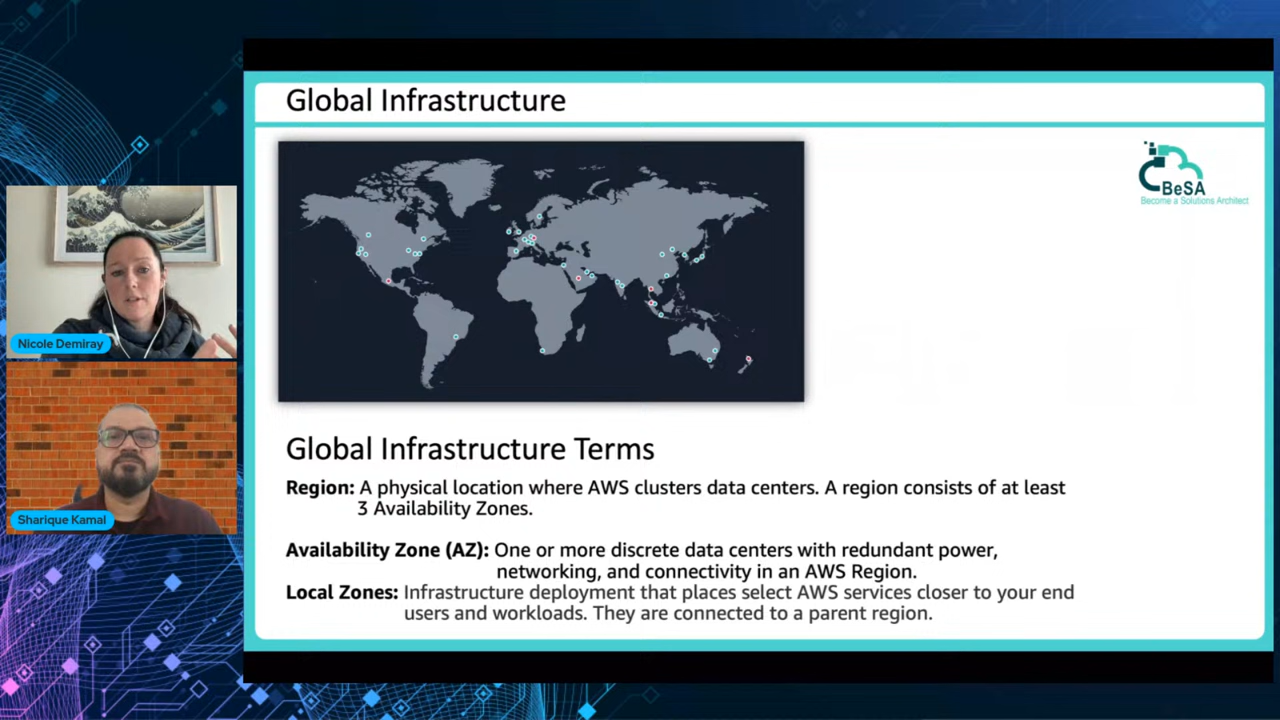 Global Infrastructure
BeSA
Become a Solutions Architect
Nicole Demiray
Sharique Kamal
Global Infrastructure Terms
Region: A physical location where AWS clusters data centers. A region consists of at least
3 Availability Zones.
Availability Zone (AZ): One or more discrete data centers with redundant power,
networking, and connectivity in an AWS Region.
Local Zones: Infrastructure deployment that places select AWS services closer to your end
users and workloads. They are connected to a parent region.